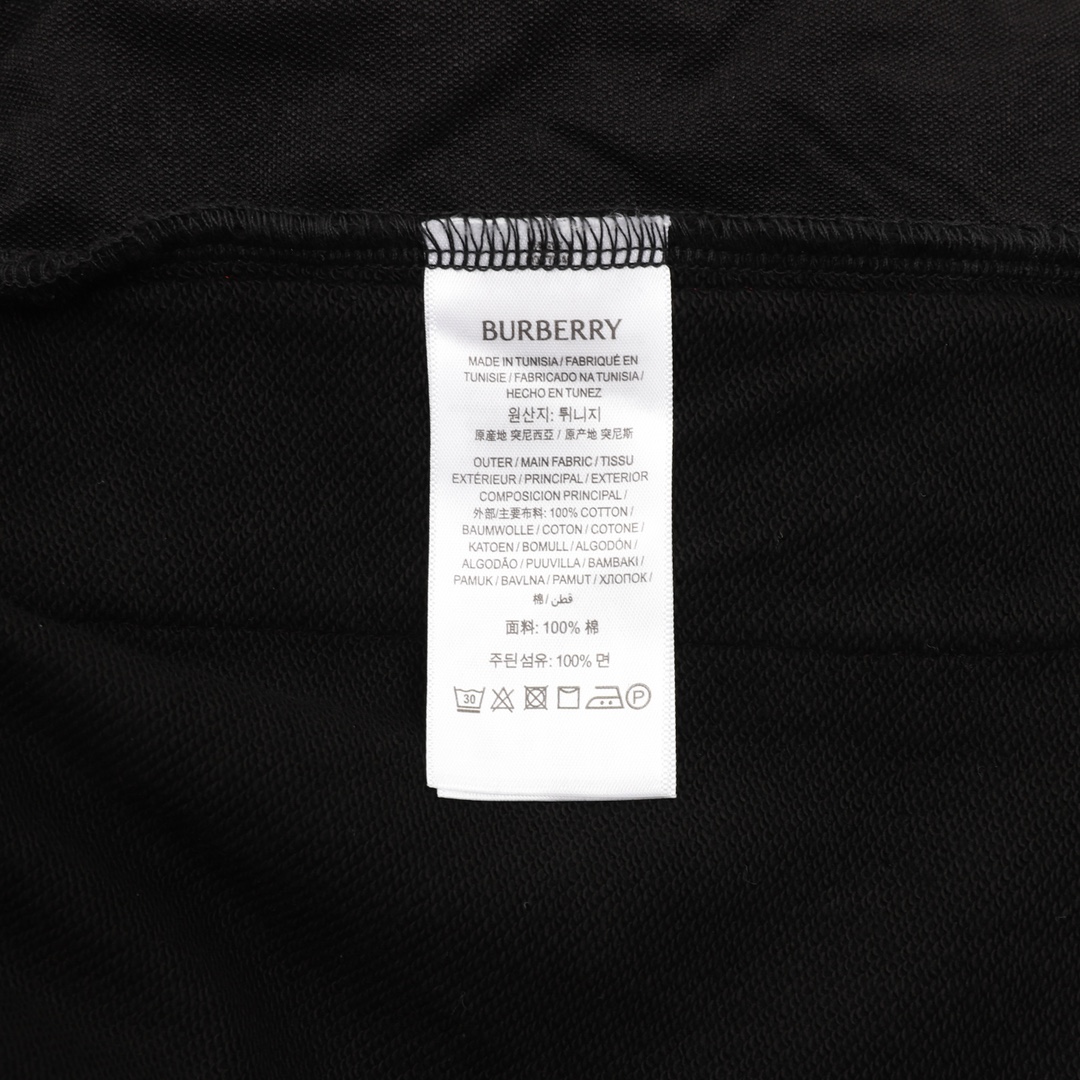 BURBERRY
MADE IN TUNISIA / FABRIQUÉ EN
TUNISIE / FABRICADO NA TUNISIA /
HECHO EN TUNEZ
원산지: 튀니지
原産地 突尼西亞 / 原产地 突尼斯
OUTER / MAIN FABRIC / TISSU
EXTÉRIEUR / PRINCIPAL / EXTERIOR
COMPOSICION PRINCIPAL /
外部/主要布料: 100% COTTON /
BAUMWOLLE / COTON / COTONE /
KATOEN / BOMULL / ALGODÓN /
ALGODÃO / PUUVILLA / BAMBAKI /
PAMUK / BAVLNA / PAMUT / ХЛОПОК /
棉 / قطن
面料: 100% 棉
주된섬유: 100% 면
30 P